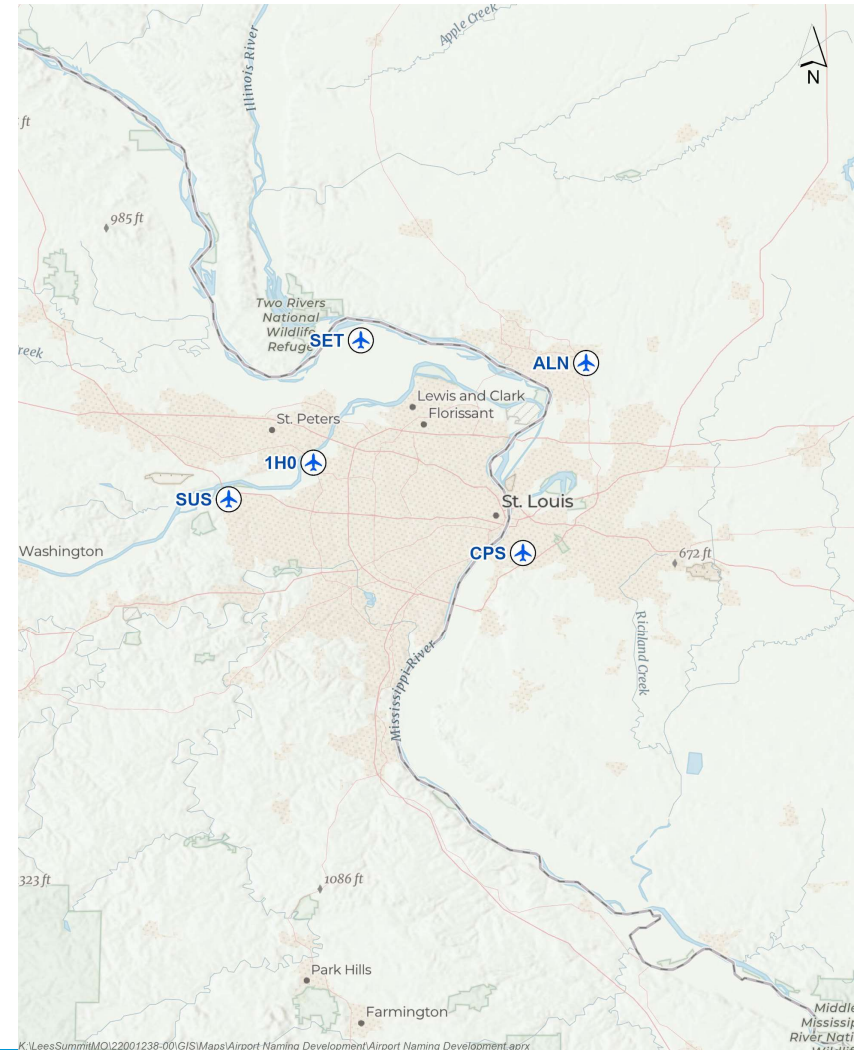 Apple Creek
Illinois River
N
ft
985 ft
Two Rivers
National
Wildlife
Refuge
SET
ALN
reek
Lewis and Clark
Florissant
St. Peters
1H0
SUS
St. Louis
CPS
Washington
672 ft
Richland Creek
Mississippi River
323 ft
1086 ft
Park Hills
Farmington
Middle
Mississip
River Nati
K:\LeesSummitMO\22001238-00\GIS\Maps\Airport Naming Development\Airport Naming Development.aprx